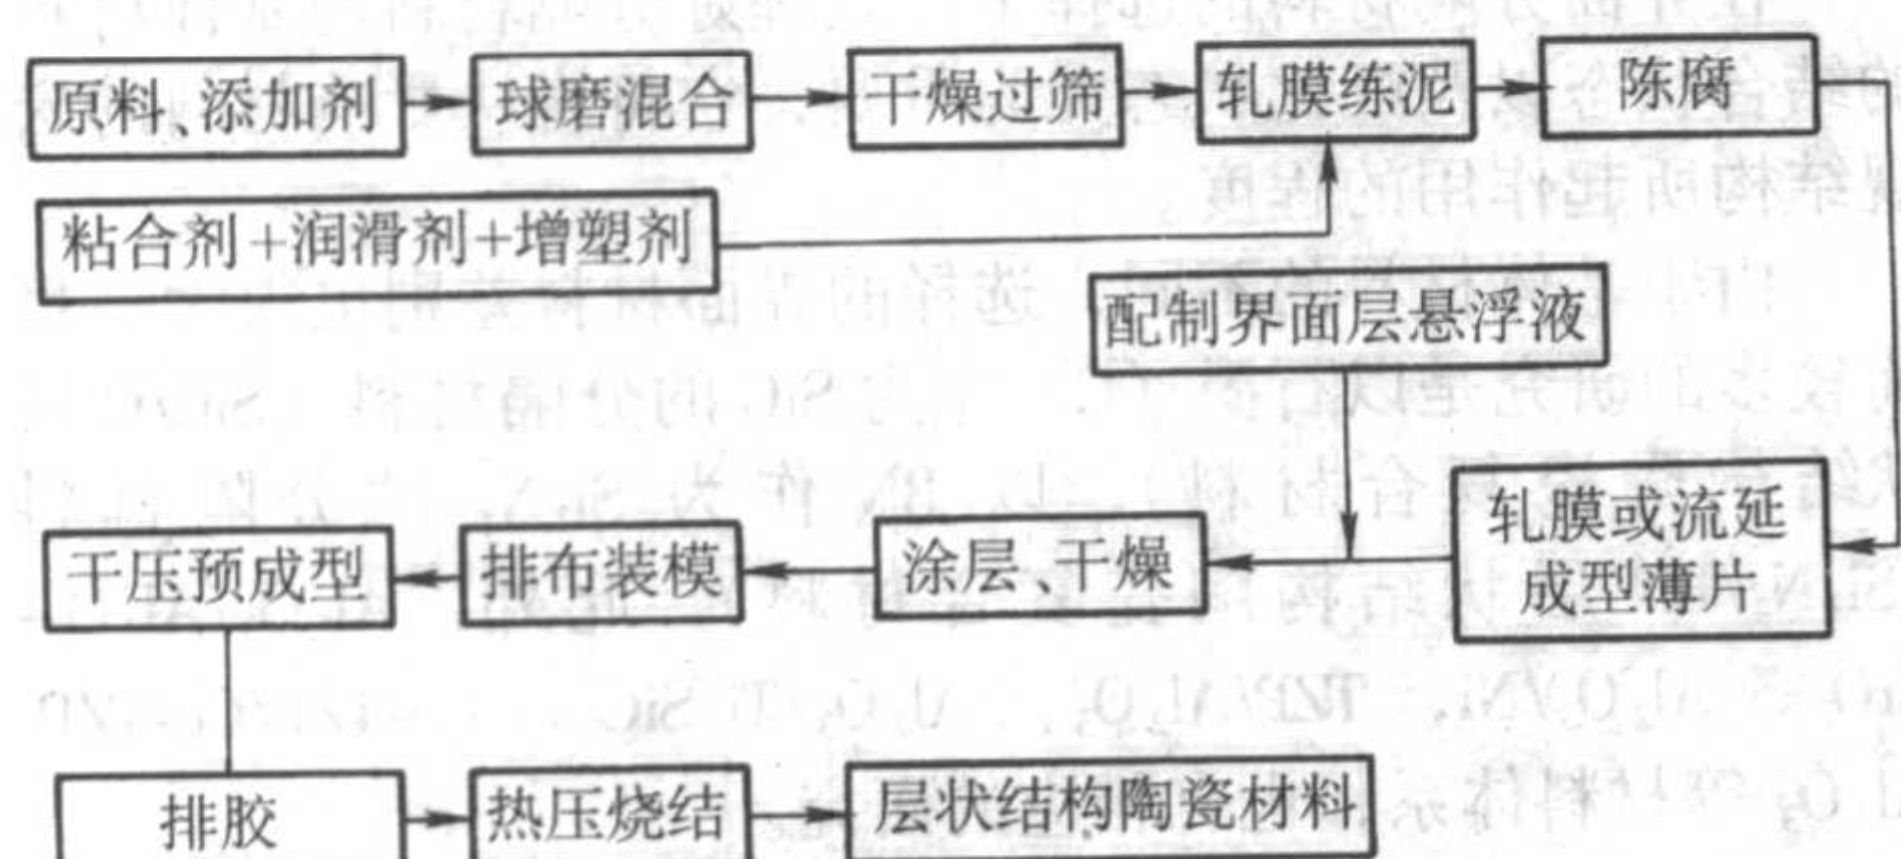 原料、添加剂
球磨混合
干燥过筛
轧膜练泥
陈腐
粘合剂+润滑剂+增塑剂
配制界面层悬浮液
轧膜或流延
成型薄片
涂层、干燥
排布装模
干压预成型
排胶
热压烧结
层状结构陶瓷材料